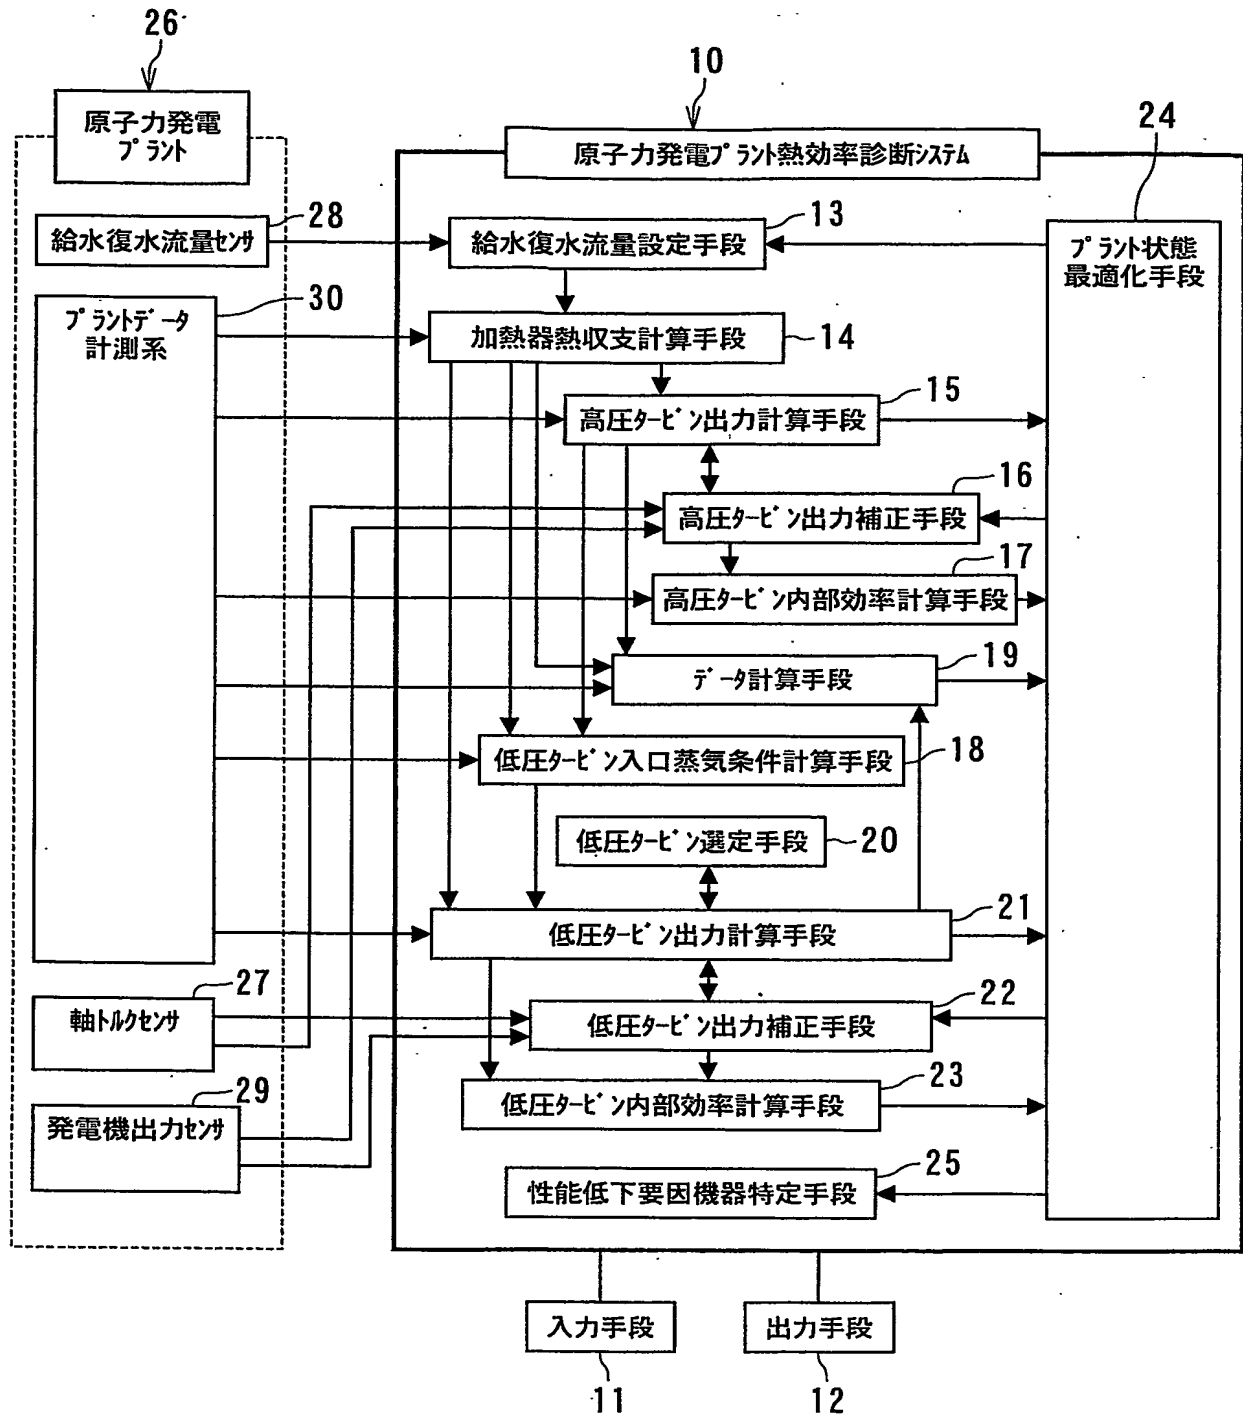 26
原子力発電
プラント
10
原子力発電プラント熱効率診断システム
24
28
給水復水流量センサ
13
給水復水流量設定手段
プラント状態
最適化手段
30
プラントデータ
計測系
加熱器熱収支計算手段
14
15
高圧タービン出力計算手段
16
高圧タービン出力補正手段
17
高圧タービン内部効率計算手段
19
データ計算手段
18
低圧タービン入口蒸気条件計算手段
低圧タービン選定手段
20
21
低圧タービン出力計算手段
27
軸トルクセンサ
22
低圧タービン出力補正手段
23
低圧タービン内部効率計算手段
29
発電機出力センサ
25
性能低下要因機器特定手段
入力手段
出力手段
11
12